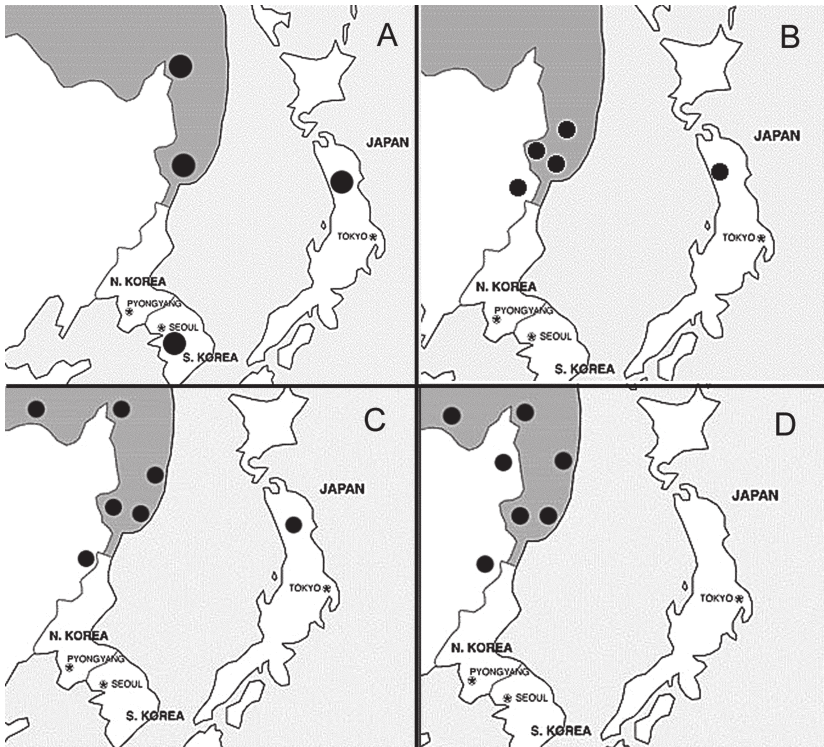 A
JAPAN
TOKYO
N. KOREA
PYONGYANG
SEOUL
S. KOREA
B
JAPAN
TOKYO
N. KOREA
PYONGYANG
SEOUL
S. KOREA
C
JAPAN
TOKYO
N. KOREA
PYONGYANG
SEOUL
S. KOREA
D
JAPAN
TOKYO
N. KOREA
PYONGYANG
SEOUL
S. KOREA